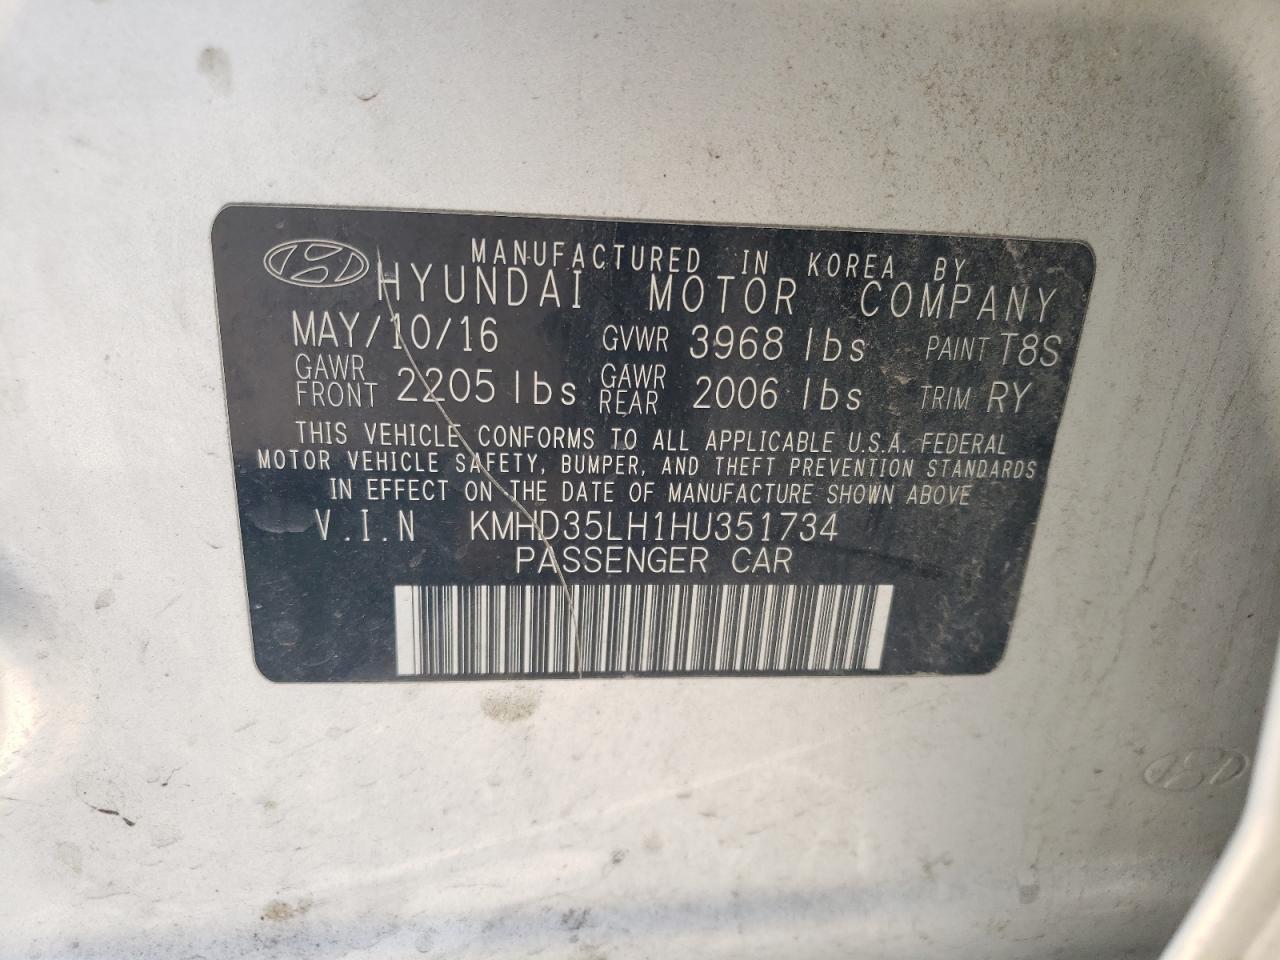 MANUFACTURED IN KOREA BY
HYUNDAI MOTOR COMPANY
MAY/10/16 GVWR 3968 lbs PAINT T8S
GAWR FRONT 2205 lbs GAWR REAR 2006 lbs TRIM RY
THIS VEHICLE CONFORMS TO ALL APPLICABLE U.S.A. FEDERAL
MOTOR VEHICLE SAFETY, BUMPER, AND THEFT PREVENTION STANDARDS
IN EFFECT ON THE DATE OF MANUFACTURE SHOWN ABOVE
V.I.N KMHD35LH1HU351734
PASSENGER CAR